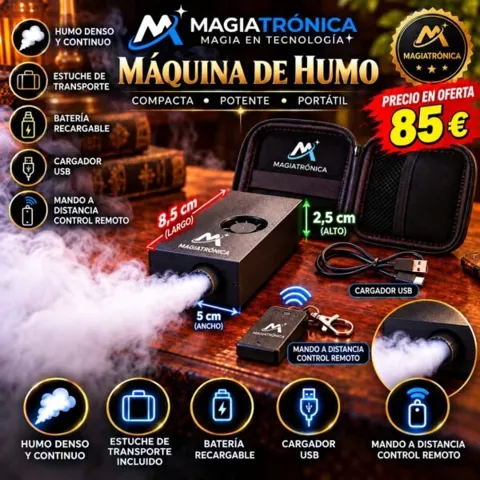 MAGIATRÓNICA
MAGIA EN TECNOLOGÍA
MÁQUINA DE HUMO
COMPACTA • POTENTE • PORTÁTIL
MAGIATRÓNICA
PRECIO EN OFERTA
85 €
HUMO DENSO
Y CONTINUO
ESTUCHE DE
TRANSPORTE
BATERÍA
RECARGABLE
CARGADOR
USB
MANDO A
DISTANCIA
CONTROL REMOTO
MAGIATRÓNICA
8,5 cm
(LARGO)
2,5 cm
(ALTO)
MAGIATRÓNICA
5 cm
(ANCHO)
CARGADOR USB
MANDO A DISTANCIA
CONTROL REMOTO
HUMO DENSO
Y CONTINUO
ESTUCHE DE
TRANSPORTE
INCLUIDO
BATERÍA
RECARGABLE
CARGADOR
USB
MANDO A DISTANCIA
CONTROL REMOTO